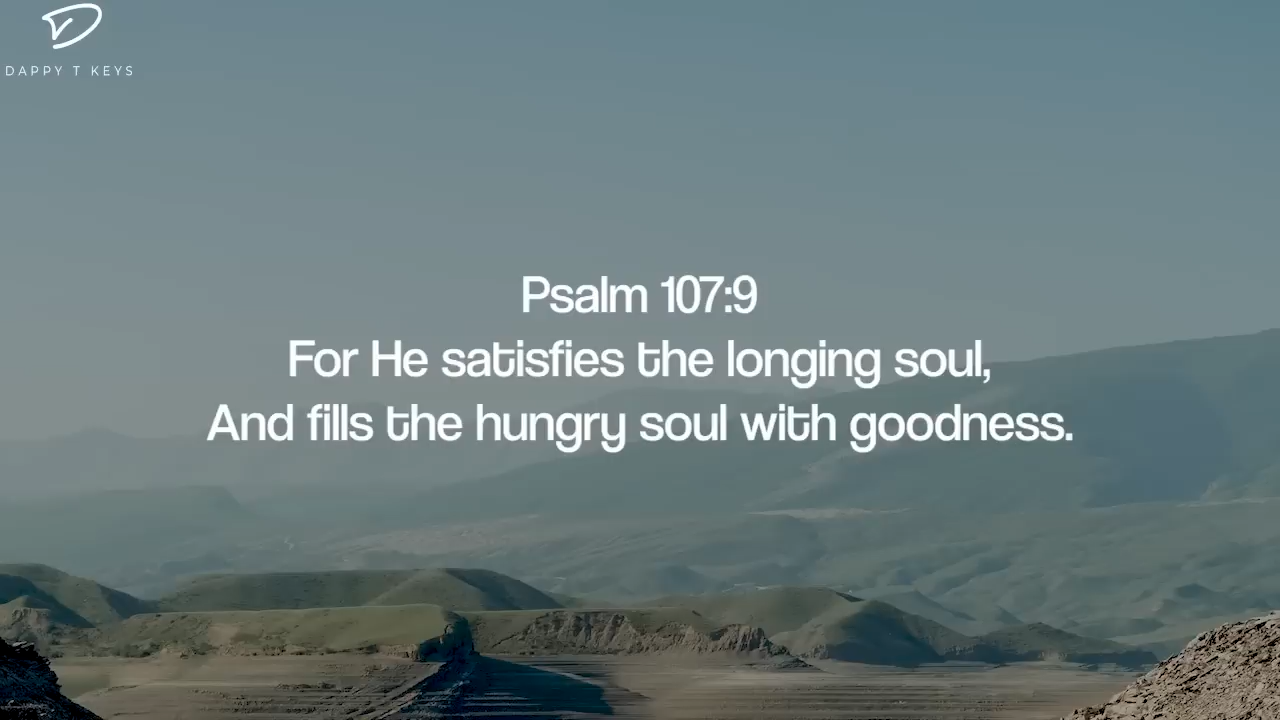 DAPPY T KEYS
Psalm 107:9
For He satisfies the longing soul,
And fills the hungry soul with goodness.